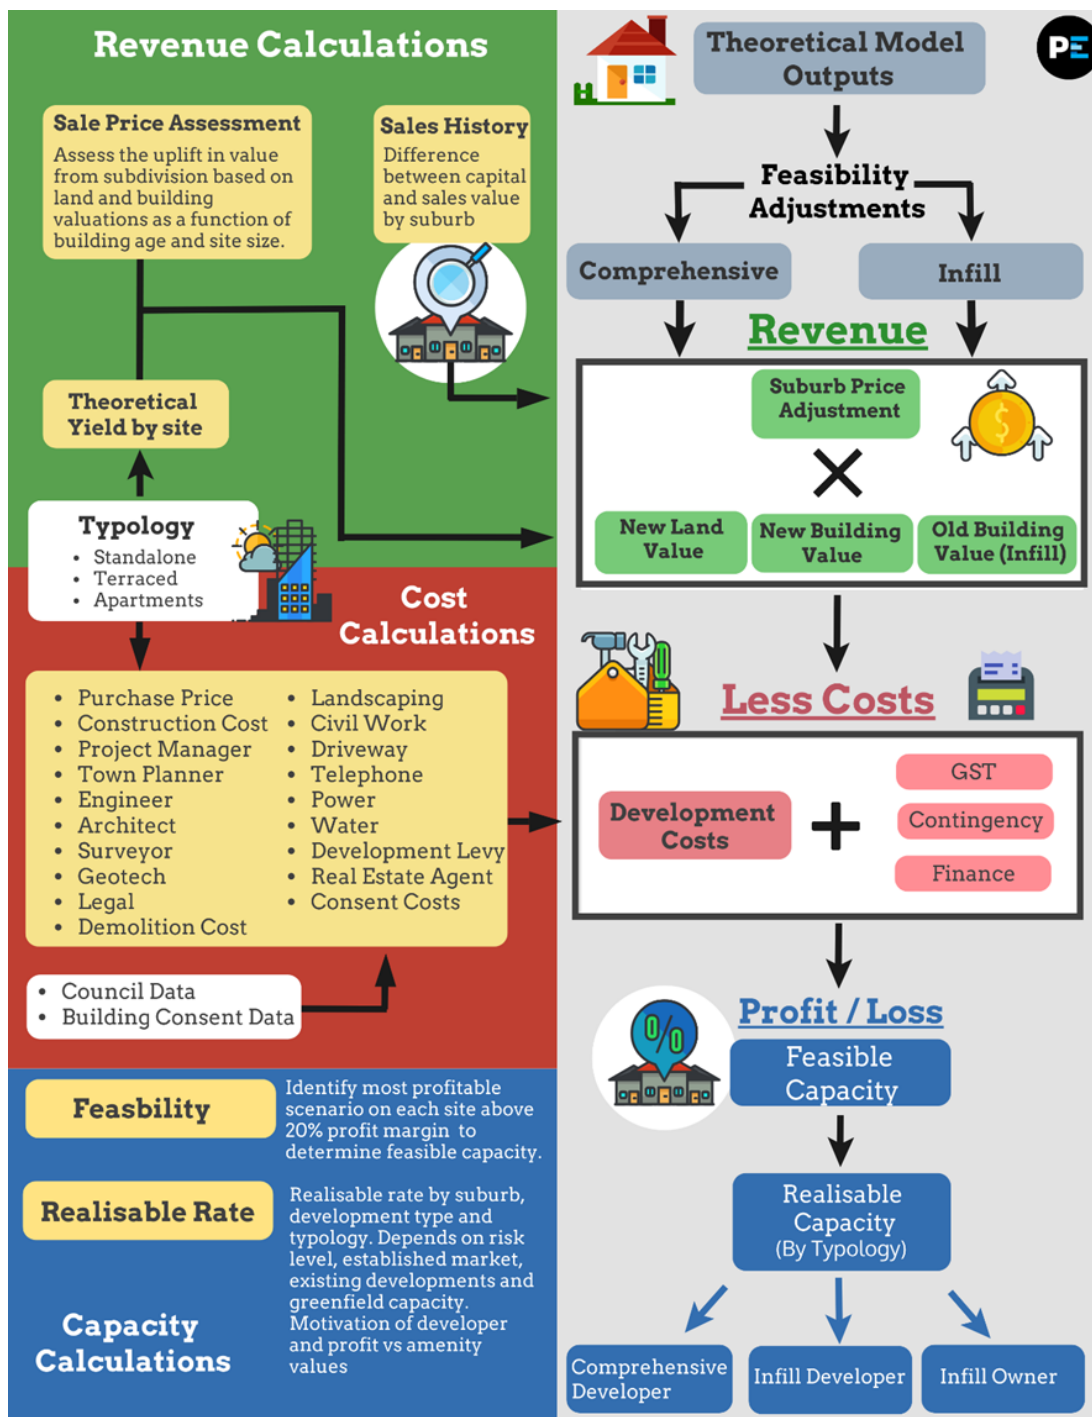 Revenue Calculations
Sale Price Assessment
Assess the uplift in value
from subdivision based on
land and building
valuations as a function of
building age and site size.
Sales History
Difference
between capital
and sales value
by suburb
Theoretical
Yield by site
Typology
• Standalone
• Terraced
• Apartments
Cost
Calculations
• Purchase Price
• Construction Cost
• Project Manager
• Town Planner
• Engineer
• Architect
• Surveyor
• Geotech
• Legal
• Demolition Cost
• Landscaping
• Civil Work
• Driveway
• Telephone
• Power
• Water
• Development Levy
• Real Estate Agent
• Consent Costs
• Council Data
• Building Consent Data
Feasbility
Identify most profitable
scenario on each site above
20% profit margin to
determine feasible capacity.
Realisable Rate
Realisable rate by suburb,
development type and
typology. Depends on risk
level, established market,
existing developments and
greenfield capacity.
Motivation of developer
and profit vs amenity
values
Capacity
Calculations
Theoretical Model
Outputs
PE
Feasibility
Adjustments
Comprehensive
Infill
Revenue
Suburb Price
Adjustment
$
New Land
Value
New Building
Value
Old Building
Value (Infill)
Less Costs
Development
Costs
GST
Contingency
Finance
Profit / Loss
%
Feasible
Capacity
Realisable
Capacity
(By Typology)
Comprehensive
Developer
Infill Developer
Infill Owner